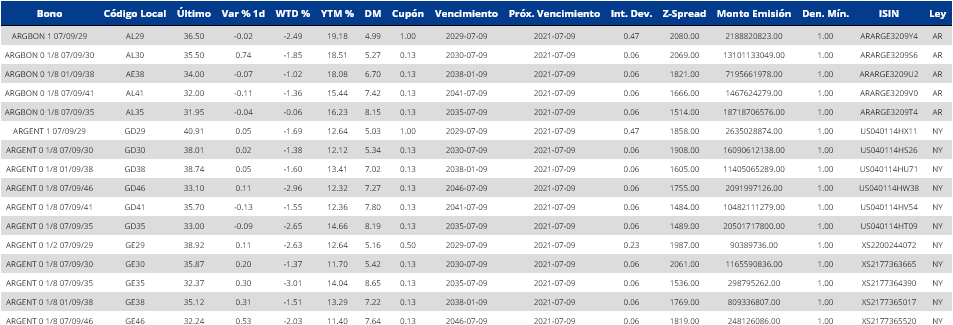 Bono Código Local Último Var % 1d WTD % YTM % DM Cupón Vencimiento Próx. Vencimiento Int. Dev. Z-Spread Monto Emisión Den. Mín. ISIN Ley
ARGBON 1 07/09/29 AL29 36.50 -0.02 -2.49 19.18 4.99 1.00 2029-07-09 2021-07-09 0.47 2080.00 2188820823.00 1.00 ARARGE3209Y4 AR
ARGBON 0 1/8 07/09/30 AL30 35.50 0.74 -1.85 18.51 5.27 0.13 2030-07-09 2021-07-09 0.06 2069.00 13101133049.00 1.00 ARARGE3209S6 AR
ARGBON 0 1/8 01/09/38 AE38 34.00 -0.07 -1.02 18.08 6.70 0.13 2038-01-09 2021-07-09 0.06 1821.00 7195661978.00 1.00 ARARGE3209U2 AR
ARGBON 0 1/8 07/09/41 AL41 32.00 -0.11 -1.36 15.44 7.42 0.13 2041-07-09 2021-07-09 0.06 1666.00 1467624279.00 1.00 ARARGE3209V0 AR
ARGBON 0 1/8 07/09/35 AL35 31.95 -0.04 -0.06 16.23 8.15 0.13 2035-07-09 2021-07-09 0.06 1514.00 18718706576.00 1.00 ARARGE3209T4 AR
ARGENT 1 07/09/29 GD29 40.91 0.05 -1.69 12.64 5.03 1.00 2029-07-09 2021-07-09 0.47 1858.00 2635028874.00 1.00 US040114HX11 NY
ARGENT 0 1/8 07/09/30 GD30 38.01 0.02 -1.38 12.12 5.34 0.13 2030-07-09 2021-07-09 0.06 1908.00 16090612138.00 1.00 US040114HS26 NY
ARGENT 0 1/8 01/09/38 GD38 38.74 0.05 -1.60 13.41 7.02 0.13 2038-01-09 2021-07-09 0.06 1605.00 11405065289.00 1.00 US040114HU71 NY
ARGENT 0 1/8 07/09/46 GD46 33.10 0.11 -2.96 12.32 7.27 0.13 2046-07-09 2021-07-09 0.06 1755.00 2091997126.00 1.00 US040114HW38 NY
ARGENT 0 1/8 07/09/41 GD41 35.70 -0.13 -1.55 12.36 7.80 0.13 2041-07-09 2021-07-09 0.06 1484.00 10482111279.00 1.00 US040114HV54 NY
ARGENT 0 1/8 07/09/35 GD35 33.00 -0.09 -2.65 14.66 8.19 0.13 2035-07-09 2021-07-09 0.06 1489.00 20501717800.00 1.00 US040114HT09 NY
ARGENT 0 1/2 07/09/29 GE29 38.92 0.11 -2.63 12.64 5.16 0.50 2029-07-09 2021-07-09 0.23 1987.00 90389736.00 1.00 XS2200244072 NY
ARGENT 0 1/8 07/09/30 GE30 35.87 0.20 -1.37 11.70 5.42 0.13 2030-07-09 2021-07-09 0.06 2061.00 1165590836.00 1.00 XS2177363665 NY
ARGENT 0 1/8 07/09/35 GE35 32.37 0.30 -3.01 14.04 8.65 0.13 2035-07-09 2021-07-09 0.06 1536.00 298795262.00 1.00 XS2177364390 NY
ARGENT 0 1/8 01/09/38 GE38 35.12 0.31 -1.51 13.29 7.22 0.13 2038-01-09 2021-07-09 0.06 1769.00 809336807.00 1.00 XS2177365017 NY
ARGENT 0 1/8 07/09/46 GE46 32.24 0.53 -2.03 11.40 7.64 0.13 2046-07-09 2021-07-09 0.06 1819.00 248126086.00 1.00 XS2177365520 NY